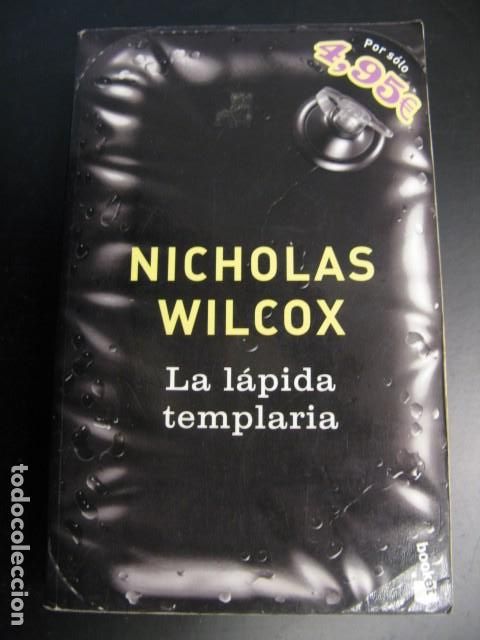 Por sólo
4,95€
NICHOLAS
WILCOX
La lápida
templaria
booket
todocoleccion